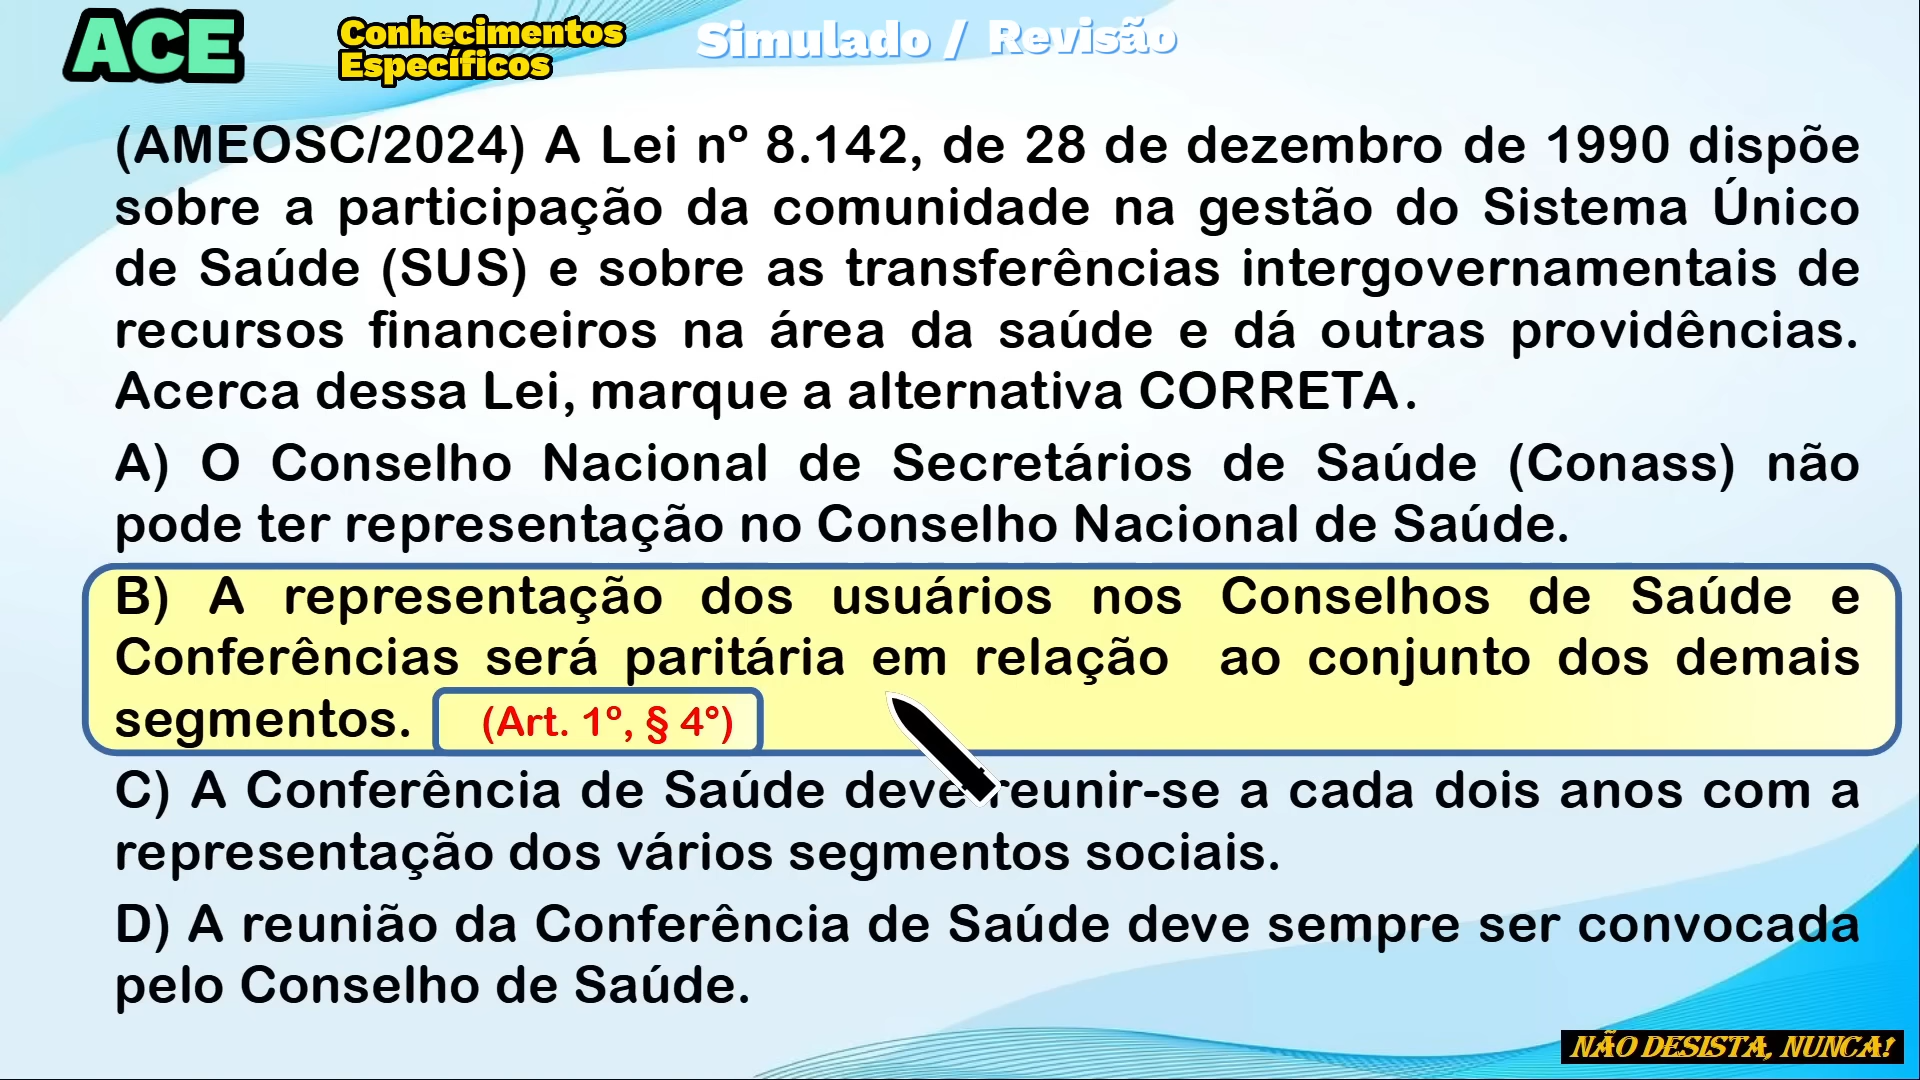 ACE
Conhecimentos
Específicos
Simulado / Revisão
(AMEOSC/2024) A Lei nº 8.142, de 28 de dezembro de 1990 dispõe
sobre a participação da comunidade na gestão do Sistema Único
de Saúde (SUS) e sobre as transferências intergovernamentais de
recursos financeiros na área da saúde e dá outras providências.
Acerca dessa Lei, marque a alternativa CORRETA.
A) O Conselho Nacional de Secretários de Saúde (Conass) não
pode ter representação no Conselho Nacional de Saúde.
B) A representação dos usuários nos Conselhos de Saúde e
Conferências será paritária em relação ao conjunto dos demais
segmentos. (Art. 1º, § 4°)
C) A Conferência de Saúde deve reunir-se a cada dois anos com a
representação dos vários segmentos sociais.
D) A reunião da Conferência de Saúde deve sempre ser convocada
pelo Conselho de Saúde.
NÃO DESISTA, NUNCA!